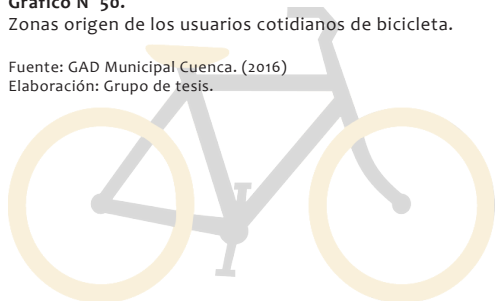 Gráfico N° 50.
Zonas origen de los usuarios cotidianos de bicicleta.
Fuente: GAD Municipal Cuenca. (2016)
Elaboración: Grupo de tesis.